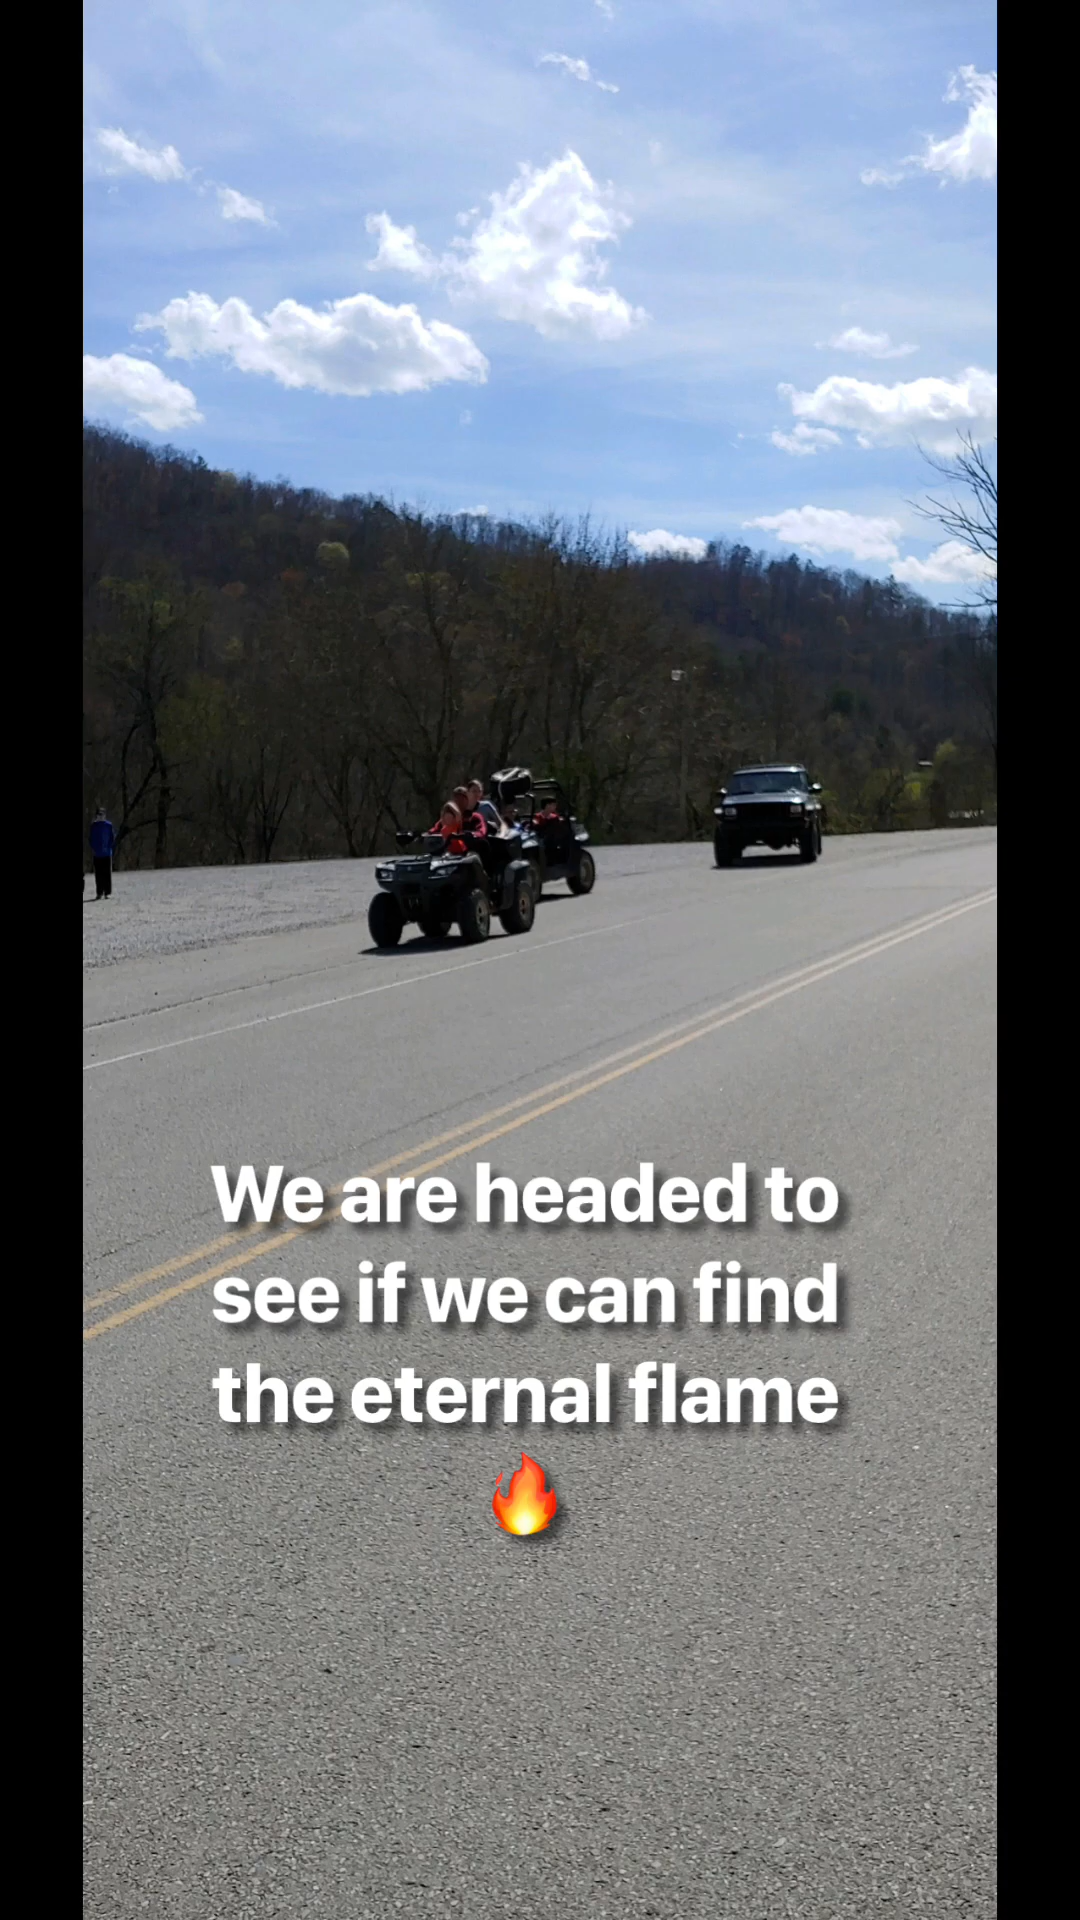 We are headed to
see if we can find
the eternal flame
🔥